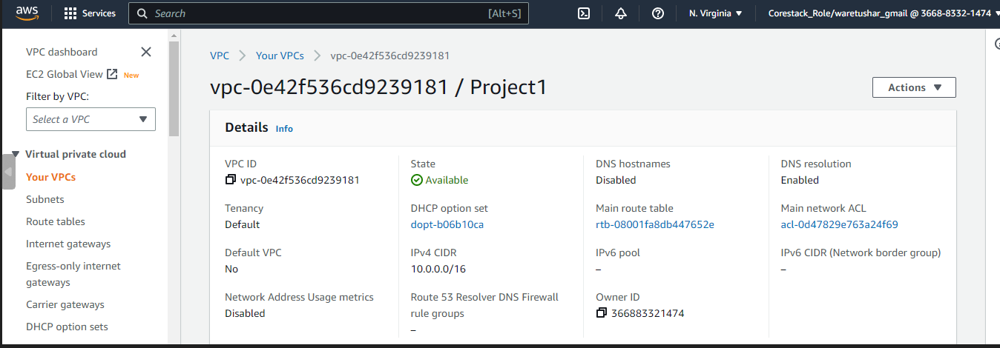 aws
Services
Search
[Alt+S]
N. Virginia
Corestack_Role/waretushar_gmail @ 3668-8332-1474
VPC dashboard
EC2 Global View
New
Filter by VPC:
Select a VPC
Virtual private cloud
Your VPCs
Subnets
Route tables
Internet gateways
Egress-only internet
gateways
Carrier gateways
DHCP option sets
VPC
Your VPCs
vpc-0e42f536cd9239181
vpc-0e42f536cd9239181 / Project1
Actions
Details
Info
VPC ID
vpc-0e42f536cd9239181
State
Available
DNS hostnames
Disabled
DNS resolution
Enabled
Tenancy
Default
DHCP option set
dopt-b06b10ca
Main route table
rtb-08001fa8db447652e
Main network ACL
acl-0d47829e763a24f69
Default VPC
No
IPv4 CIDR
10.0.0.0/16
IPv6 pool
–
IPv6 CIDR (Network border group)
–
Network Address Usage metrics
Disabled
Route 53 Resolver DNS Firewall
rule groups
–
Owner ID
366883321474